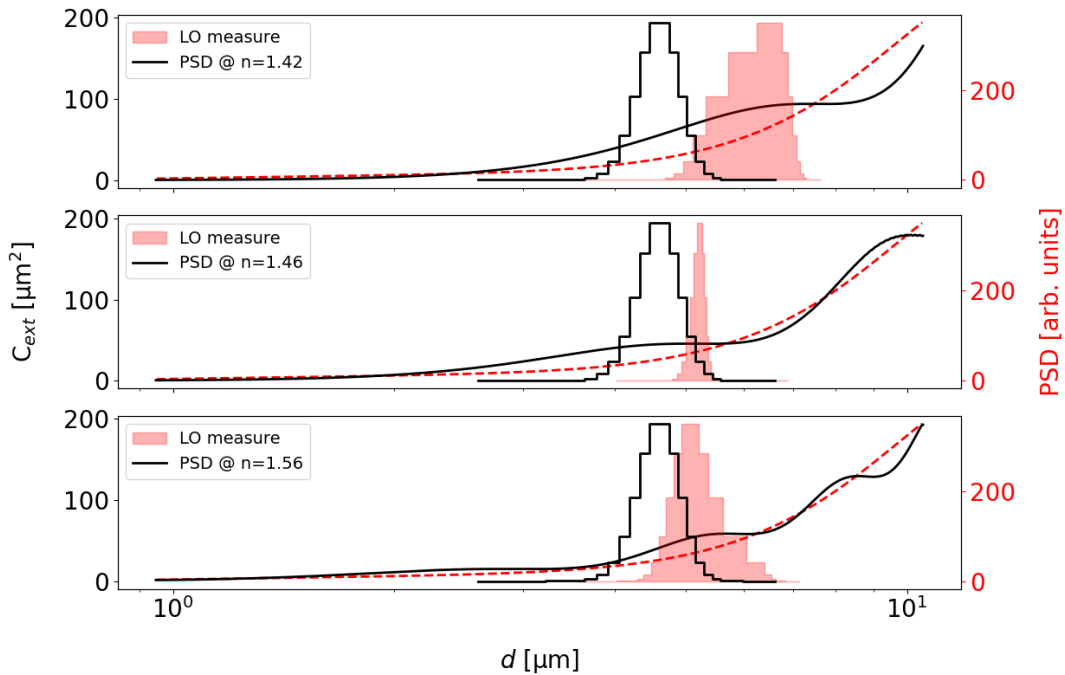 200
100
0
LO measure
PSD @ n=1.42
200
0
200
100
0
LO measure
PSD @ n=1.46
200
0
200
100
0
LO measure
PSD @ n=1.56
200
0
C_ext [µm²]
PSD [arb. units]
10⁰
10¹
d [µm]